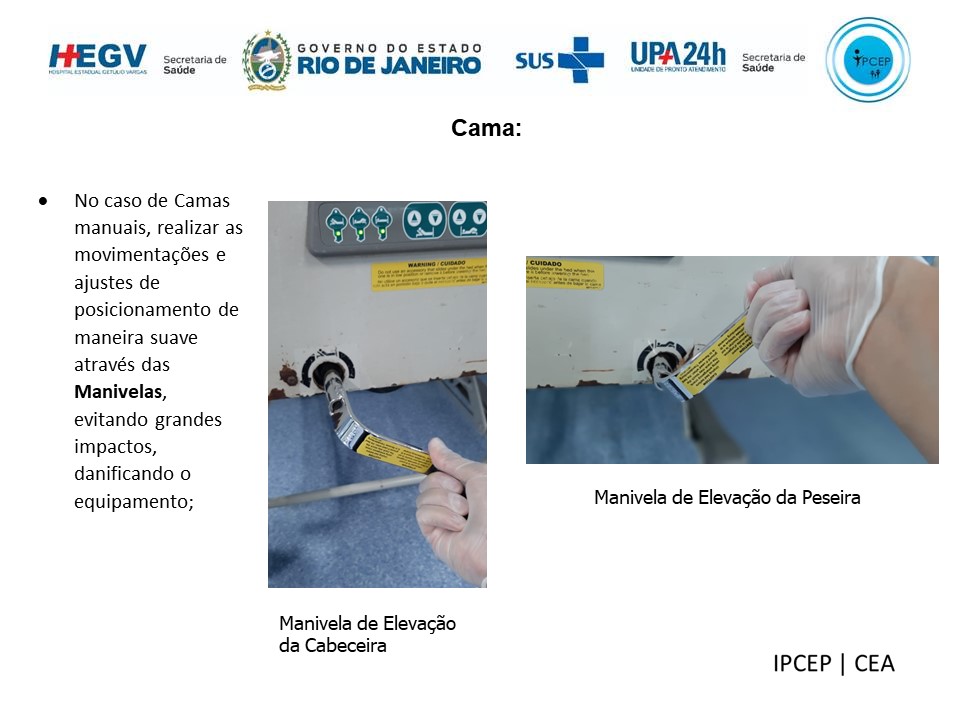 HEGV
HOSPITAL ESTADUAL GETÚLIO VARGAS
Secretaria de
Saúde
GOVERNO DO ESTADO
RIO DE JANEIRO
SUS
UPA24h
UNIDADE DE PRONTO ATENDIMENTO
Secretaria de
Saúde
IPCEP
Cama:
• No caso de Camas
manuais, realizar as
movimentações e
ajustes de
posicionamento de
maneira suave
através das
Manivelas,
evitando grandes
impactos,
danificando o
equipamento;
WARNING / CUIDADO
/ CUIDADO
Manivela de Elevação da Peseira
Manivela de Elevação
da Cabeceira
IPCEP | CEA